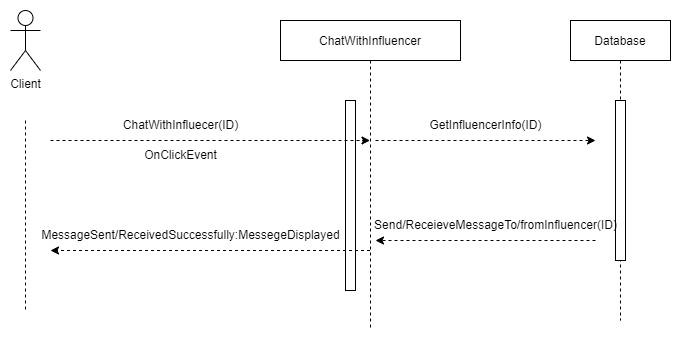 ChatWithInfluencer
Database
Client
ChatWithInfluecer(ID)
GetInfluencerInfo(ID)
OnClickEvent
Send/ReceieveMessageTo/fromInfluencer(ID)
MessageSent/ReceivedSuccessfully:MessegeDisplayed